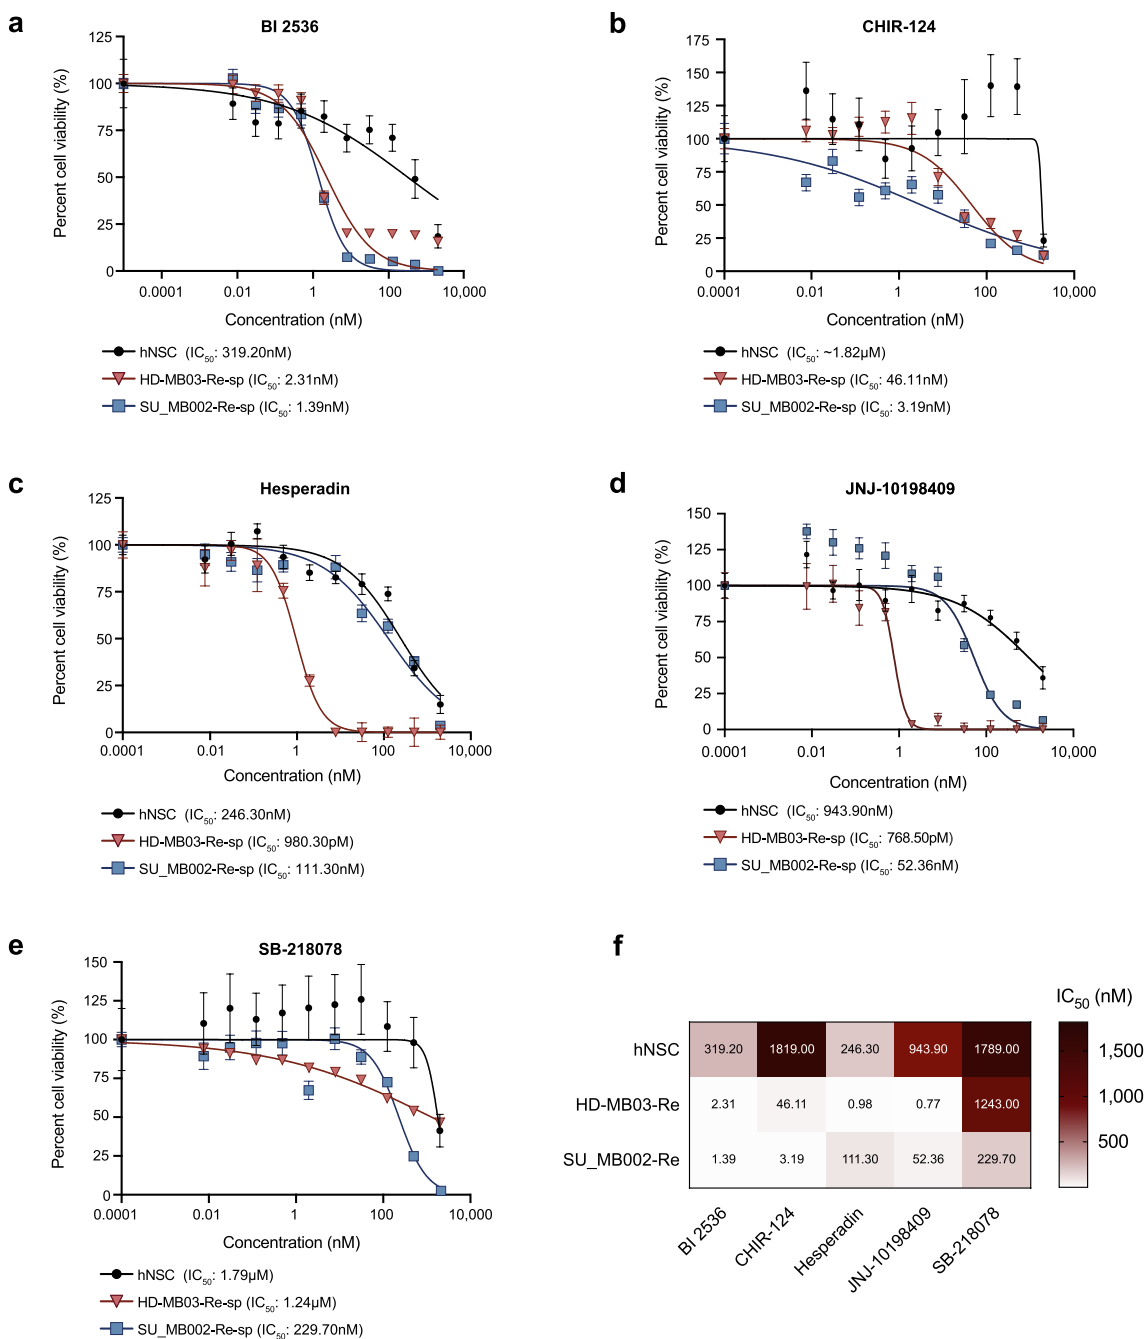 a
BI 2536
Percent cell viability (%)
125
100
75
50
25
0
0.0001
0.01
1
100
10,000
Concentration (nM)
hNSC (IC50: 319.20nM)
HD-MB03-Re-sp (IC50: 2.31nM)
SU_MB002-Re-sp (IC50: 1.39nM)
b
CHIR-124
Percent cell viability (%)
175
150
125
100
75
50
25
0
0.0001
0.01
1
100
10,000
Concentration (nM)
hNSC (IC50: ~1.82µM)
HD-MB03-Re-sp (IC50: 46.11nM)
SU_MB002-Re-sp (IC50: 3.19nM)
c
Hesperadin
Percent cell viability (%)
125
100
75
50
25
0
0.0001
0.01
1
100
10,000
Concentration (nM)
hNSC (IC50: 246.30nM)
HD-MB03-Re-sp (IC50: 980.30pM)
SU_MB002-Re-sp (IC50: 111.30nM)
d
JNJ-10198409
Percent cell viability (%)
150
125
100
75
50
25
0
0.0001
0.01
1
100
10,000
Concentration (nM)
hNSC (IC50: 943.90nM)
HD-MB03-Re-sp (IC50: 768.50pM)
SU_MB002-Re-sp (IC50: 52.36nM)
e
SB-218078
Percent cell viability (%)
150
125
100
75
50
25
0
0.0001
0.01
1
100
10,000
Concentration (nM)
hNSC (IC50: 1.79µM)
HD-MB03-Re-sp (IC50: 1.24µM)
SU_MB002-Re-sp (IC50: 229.70nM)
f
IC50 (nM)
hNSC 319.20 1819.00 246.30 943.90 1789.00
HD-MB03-Re 2.31 46.11 0.98 0.77 1243.00
SU_MB002-Re 1.39 3.19 111.30 52.36 229.70
BI 2536
CHIR-124
Hesperadin
JNJ-10198409
SB-218078
1,500
1,000
500